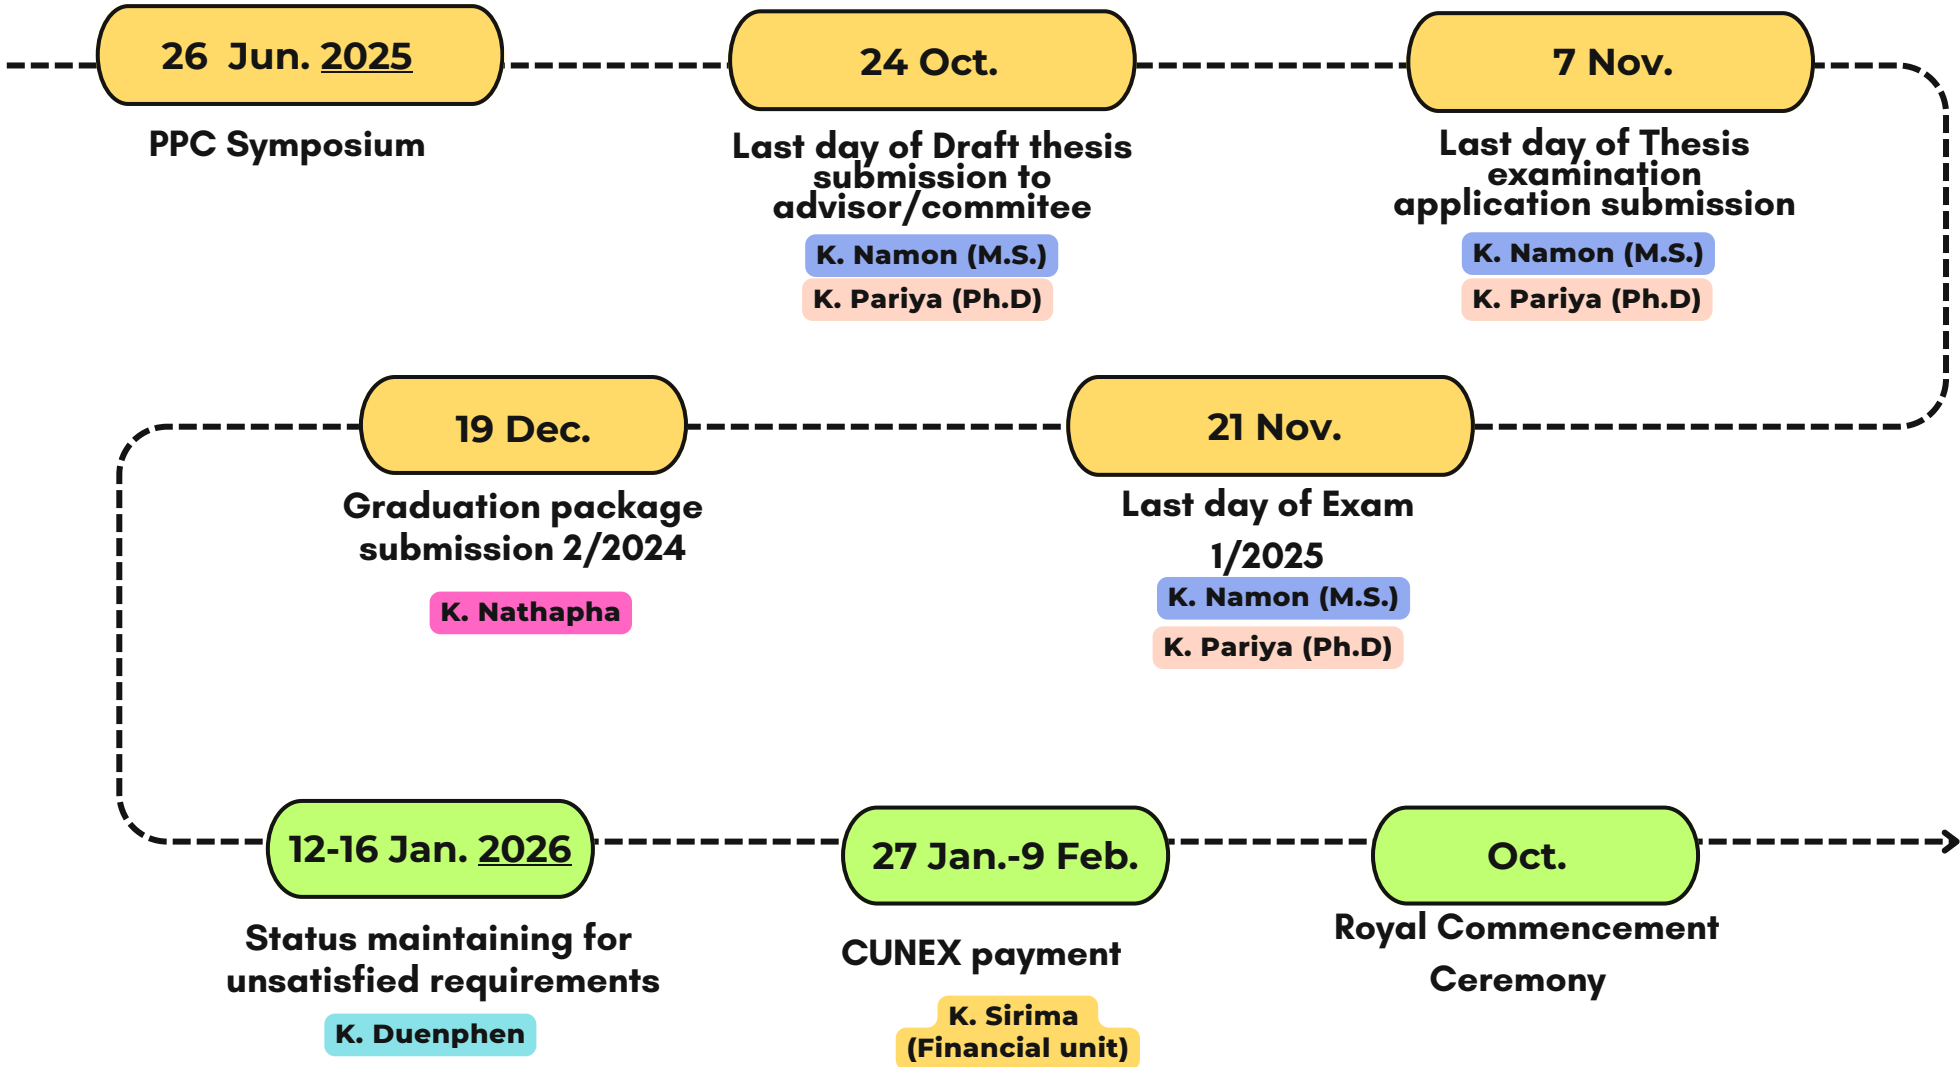 26 Jun. 2025
PPC Symposium
24 Oct.
Last day of Draft thesis
submission to
advisor/commitee
K. Namon (M.S.)
K. Pariya (Ph.D)
7 Nov.
Last day of Thesis
examination
application submission
K. Namon (M.S.)
K. Pariya (Ph.D)
21 Nov.
Last day of Exam
1/2025
K. Namon (M.S.)
K. Pariya (Ph.D)
19 Dec.
Graduation package
submission 2/2024
K. Nathapha
12-16 Jan. 2026
Status maintaining for
unsatisfied requirements
K. Duenphen
27 Jan.-9 Feb.
CUNEX payment
K. Sirima
(Financial unit)
Oct.
Royal Commencement
Ceremony